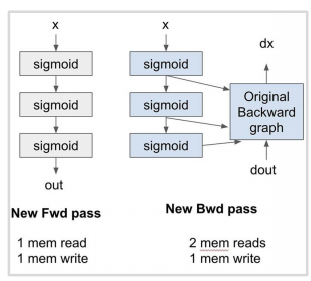 x
sigmoid
sigmoid
sigmoid
out
New Fwd pass
1 mem read
1 mem write
x
sigmoid
sigmoid
sigmoid
dx
Original
Backward
graph
dout
New Bwd pass
2 mem reads
1 mem write